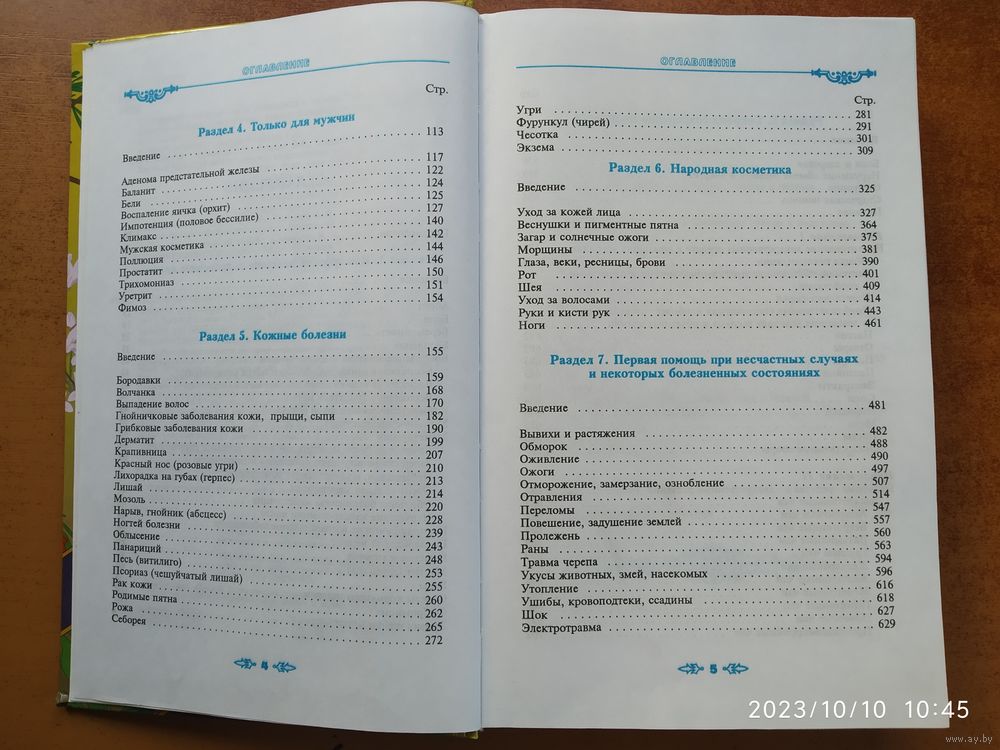 ОГЛАВЛЕНИЕ
Стр.
Раздел 4. Только для мужчин
Введение 113
Аденома предстательной железы 117
Баланит 122
Бели 124
Воспаление яичка (орхит) 125
Импотенция (половое бессилие) 127
Климакс 140
Мужская косметика 142
Поллюция 144
Простатит 146
Трихомониаз 150
Уретрит 151
Фимоз 154
Раздел 5. Кожные болезни
Введение 155
Бородавки 159
Волчанка 168
Выпадение волос 170
Гнойничковые заболевания кожи, прыщи, сыпи 182
Грибковые заболевания кожи 190
Дерматит 199
Крапивница 207
Красный нос (розовые угри) 210
Лихорадка на губах (герпес) 213
Лишай 214
Мозоль 220
Нарыв, гнойник (абсцесс) 228
Ногтей болезни 239
Облысение 243
Панариций 248
Песь (витилиго) 253
Псориаз (чешуйчатый лишай) 255
Рак кожи 260
Родимые пятна 262
Рожа 265
Себорея 272
4
ОГЛАВЛЕНИЕ
Стр.
Угри 281
Фурункул (чирей) 291
Чесотка 301
Экзема 309
Раздел 6. Народная косметика
Введение 325
Уход за кожей лица 327
Веснушки и пигментные пятна 364
Загар и солнечные ожоги 375
Морщины 381
Глаза, веки, ресницы, брови 390
Рот 401
Шея 409
Уход за волосами 414
Руки и кисти рук 443
Ноги 461
Раздел 7. Первая помощь при несчастных случаях
и некоторых болезненных состояниях
Введение 481
Вывихи и растяжения 482
Обморок 488
Оживление 490
Ожоги 497
Отморожение, замерзание, ознобление 507
Отравления 514
Переломы 547
Повешение, задушение землей 557
Пролежень 560
Раны 563
Травма черепа 594
Укусы животных, змей, насекомых 596
Утопление 616
Ушибы, кровоподтеки, ссадины 618
Шок 627
Электротравма 629
5
2023/10/10 10:45
www.ay.by